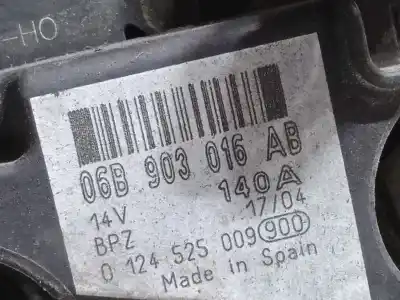 HO
06B 903 016 AB
140A
14V 17/04
BPZ
0 124 525 009 900
Made in Spain